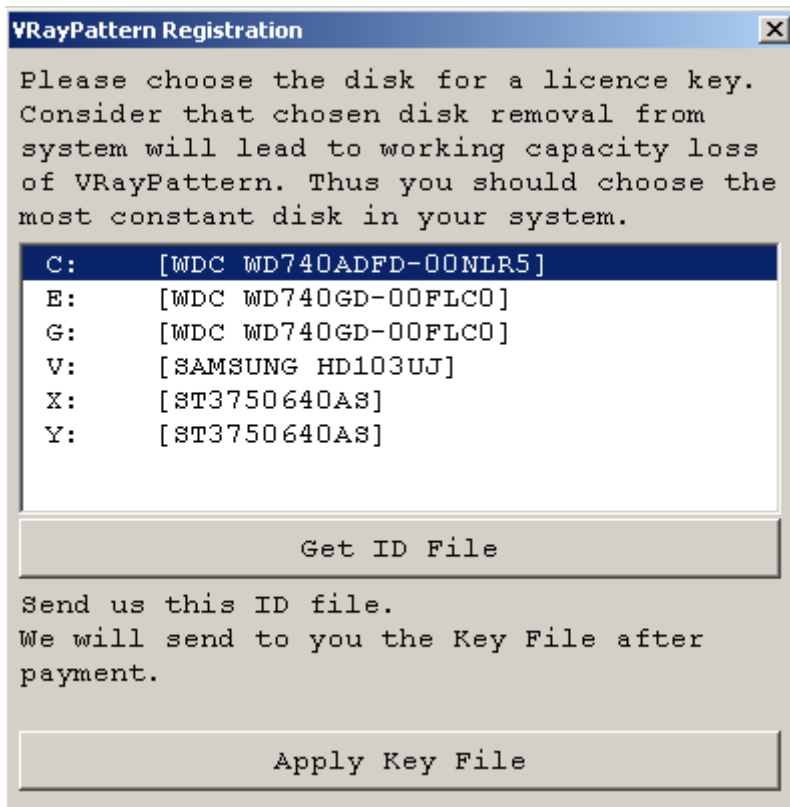 VRayPattern Registration
Please choose the disk for a licence key.
Consider that chosen disk removal from
system will lead to working capacity loss
of VRayPattern. Thus you should choose the
most constant disk in your system.
C: [WDC WD740ADFD-00NLR5]
E: [WDC WD740GD-00FLC0]
G: [WDC WD740GD-00FLC0]
V: [SAMSUNG HD103UJ]
X: [ST3750640AS]
Y: [ST3750640AS]
Get ID File
Send us this ID file.
We will send to you the Key File after
payment.
Apply Key File